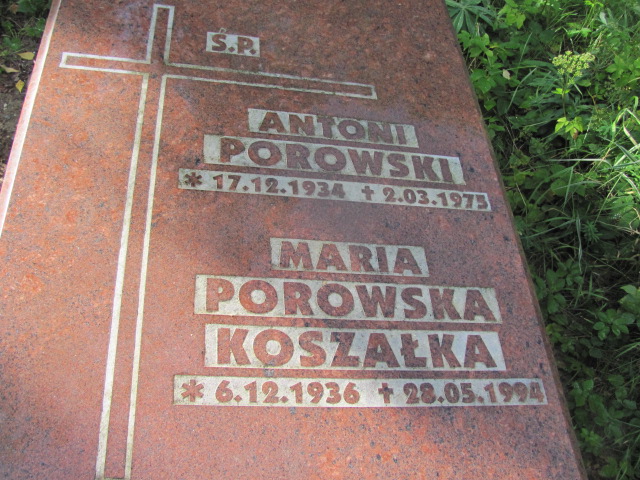 Ś.P.
ANTONI
POROWSKI
* 17.12.1934 ✝ 2.03.1975
MARIA
POROWSKA
KOSZAŁKA
* 6.12.1936 ✝ 28.05.1994